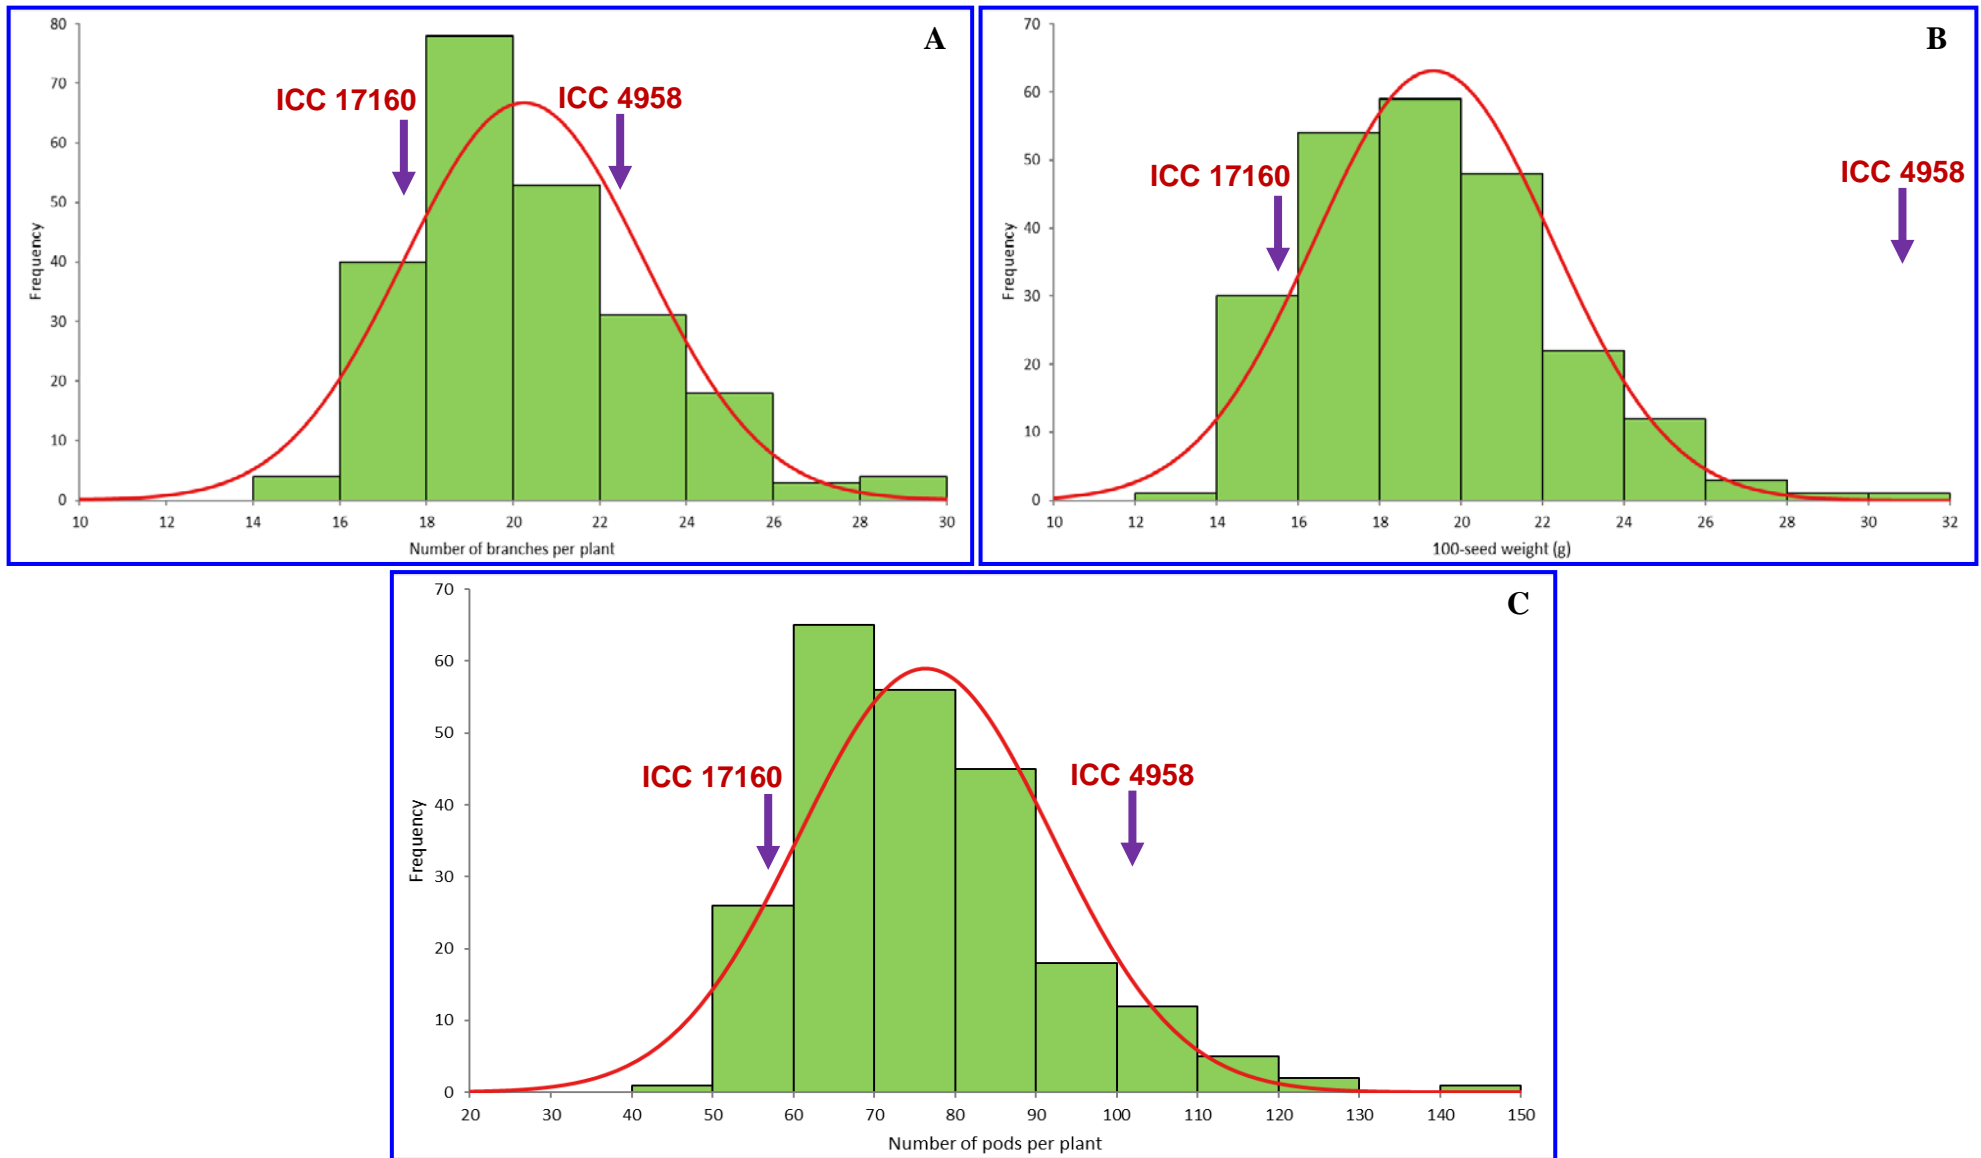 A
80
70
60
50
40
30
20
10
0
Frequency
ICC 17160
ICC 4958
10 12 14 16 18 20 22 24 26 28 30
Number of branches per plant
B
70
60
50
40
30
20
10
0
Frequency
ICC 17160
ICC 4958
10 12 14 16 18 20 22 24 26 28 30 32
100-seed weight (g)
C
70
60
50
40
30
20
10
0
Frequency
ICC 17160
ICC 4958
20 30 40 50 60 70 80 90 100 110 120 130 140 150
Number of pods per plant